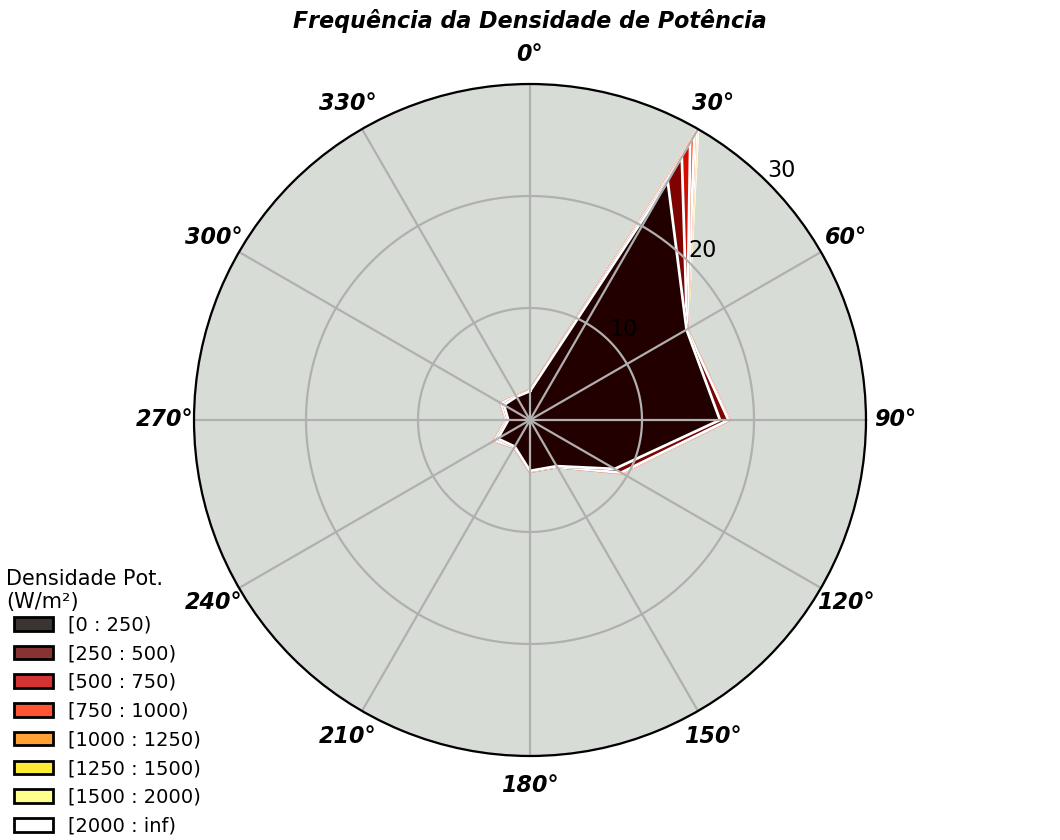 Frequência da Densidade de Potência
0°
330°
30°
30
300°
60°
20
10
270°
90°
Densidade Pot.
(W/m²)
240°
120°
[0 : 250)
[250 : 500)
[500 : 750)
[750 : 1000)
210°
150°
[1000 : 1250)
[1250 : 1500)
180°
[1500 : 2000)
[2000 : inf)